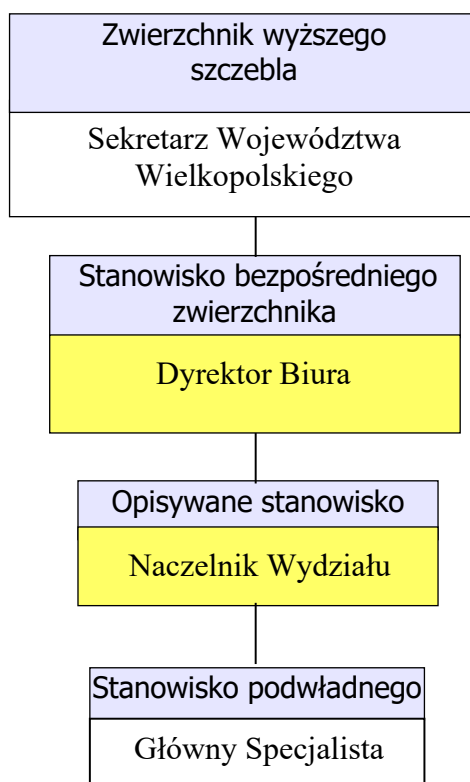 Zwierzchnik wyższego
szczebla
Sekretarz Województwa
Wielkopolskiego
Stanowisko bezpośredniego
zwierzchnika
Dyrektor Biura
Opisywane stanowisko
Naczelnik Wydziału
Stanowisko podwładnego
Główny Specjalista